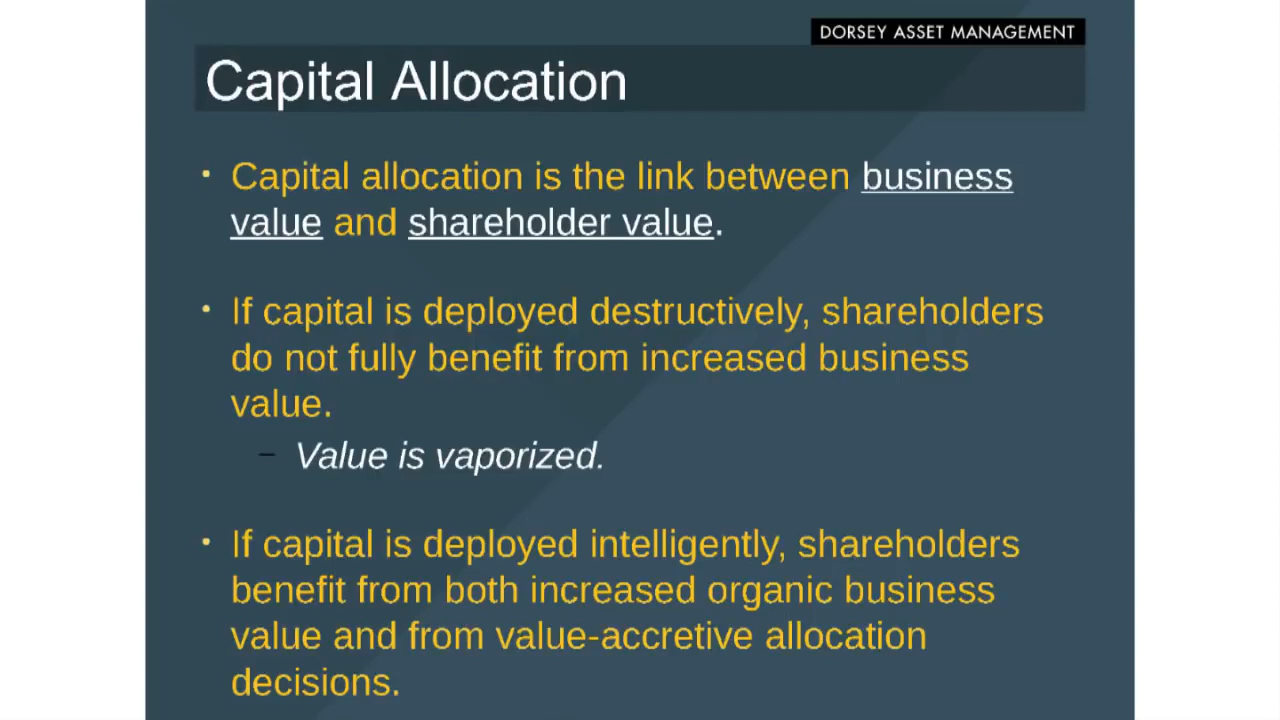 DORSEY ASSET MANAGEMENT
Capital Allocation
• Capital allocation is the link between business
value and shareholder value.
• If capital is deployed destructively, shareholders
do not fully benefit from increased business
value.
– Value is vaporized.
• If capital is deployed intelligently, shareholders
benefit from both increased organic business
value and from value-accretive allocation
decisions.